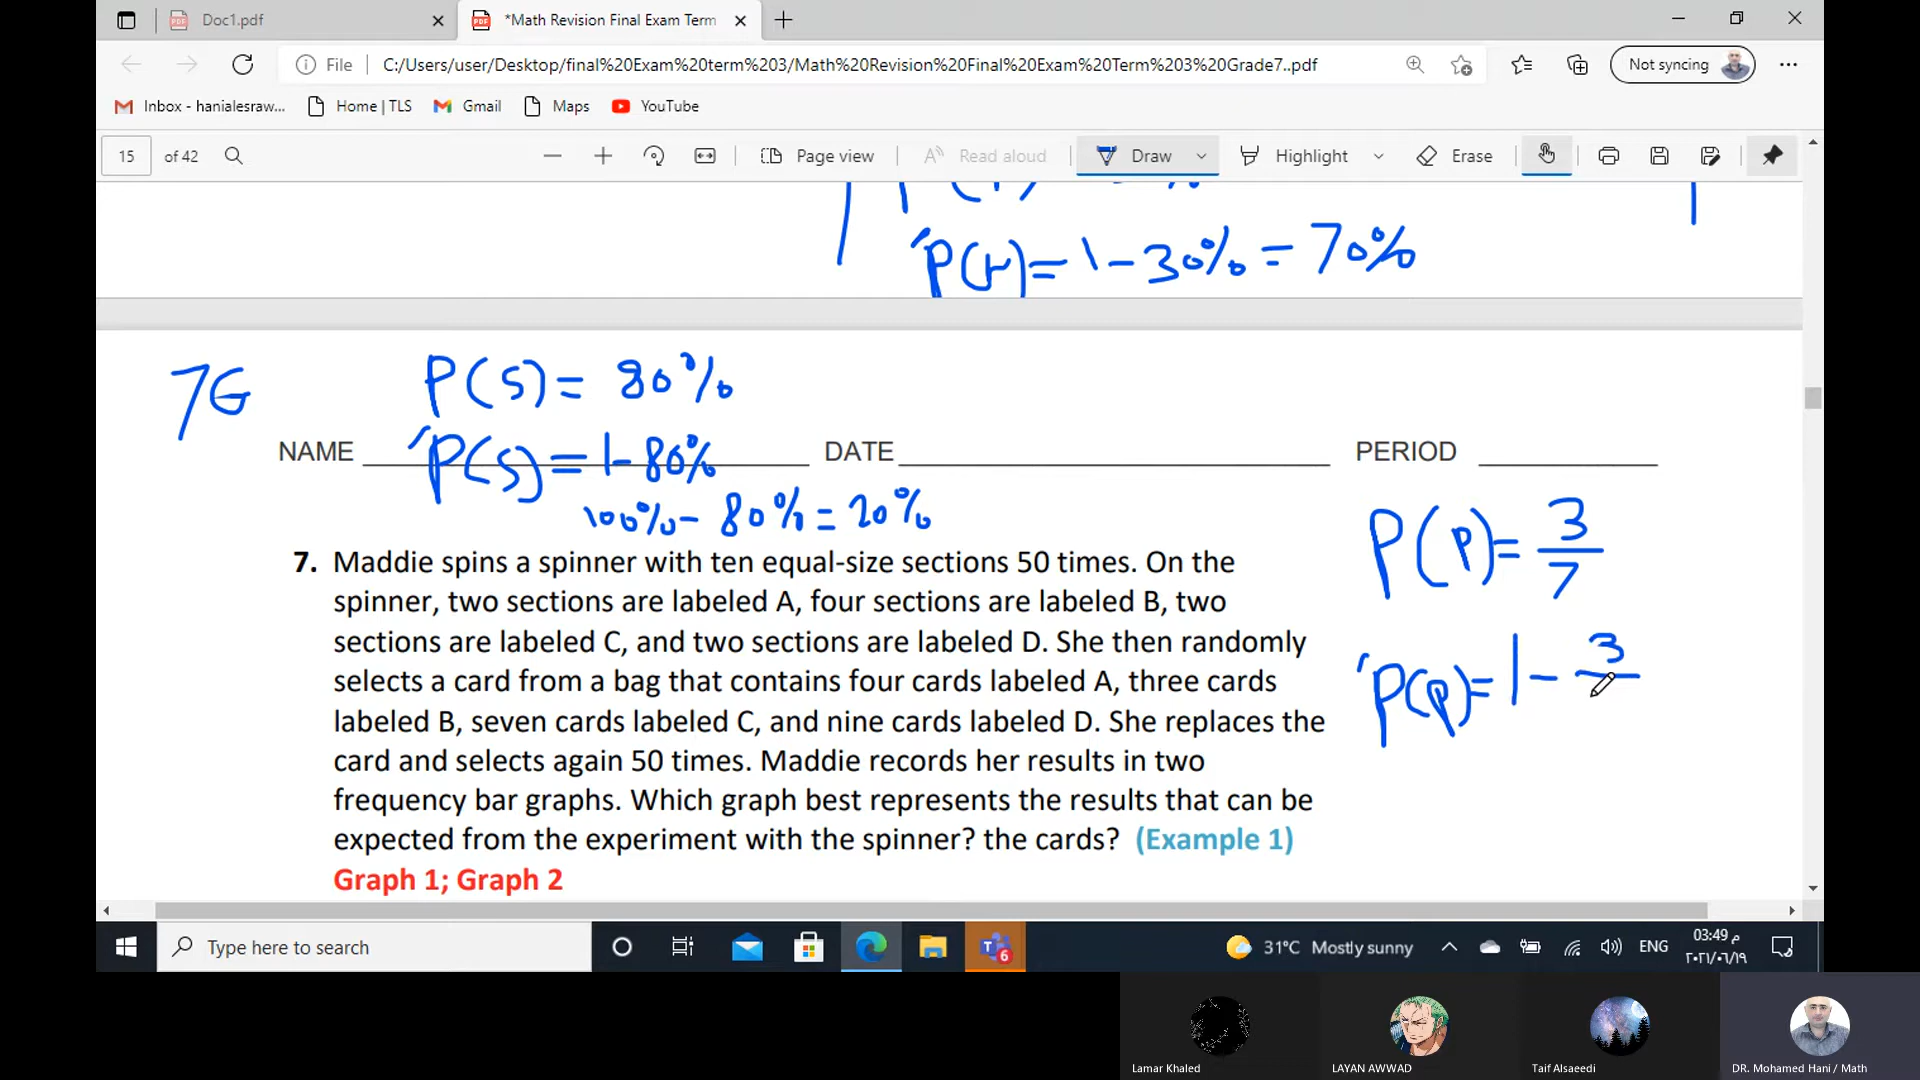 Doc1.pdf
*Math Revision Final Exam Term
File
C:/Users/user/Desktop/final%20Exam%20term%203/Math%20Revision%20Final%20Exam%20Term%203%20Grade7..pdf
Not syncing
Inbox - hanialesraw...
Home | TLS
Gmail
Maps
YouTube
15 of 42
Page view
Read aloud
Draw
Highlight
Erase
'P(r)=1-30%=70%
7G
P(S)=80%
NAME
'P(S)=1-80%
DATE
PERIOD
100%-80%=20%
P(P)=3/7
'P(P)=1-3
7. Maddie spins a spinner with ten equal-size sections 50 times. On the
spinner, two sections are labeled A, four sections are labeled B, two
sections are labeled C, and two sections are labeled D. She then randomly
selects a card from a bag that contains four cards labeled A, three cards
labeled B, seven cards labeled C, and nine cards labeled D. She replaces the
card and selects again 50 times. Maddie records her results in two
frequency bar graphs. Which graph best represents the results that can be
expected from the experiment with the spinner? the cards? (Example 1)
Graph 1; Graph 2
Type here to search
6
31°C Mostly sunny
ENG
03:49 م
٢٠٢١/٠٦/١٩
Lamar Khaled
LAYAN AWWAD
Taif Alsaeedi
DR. Mohamed Hani / Math